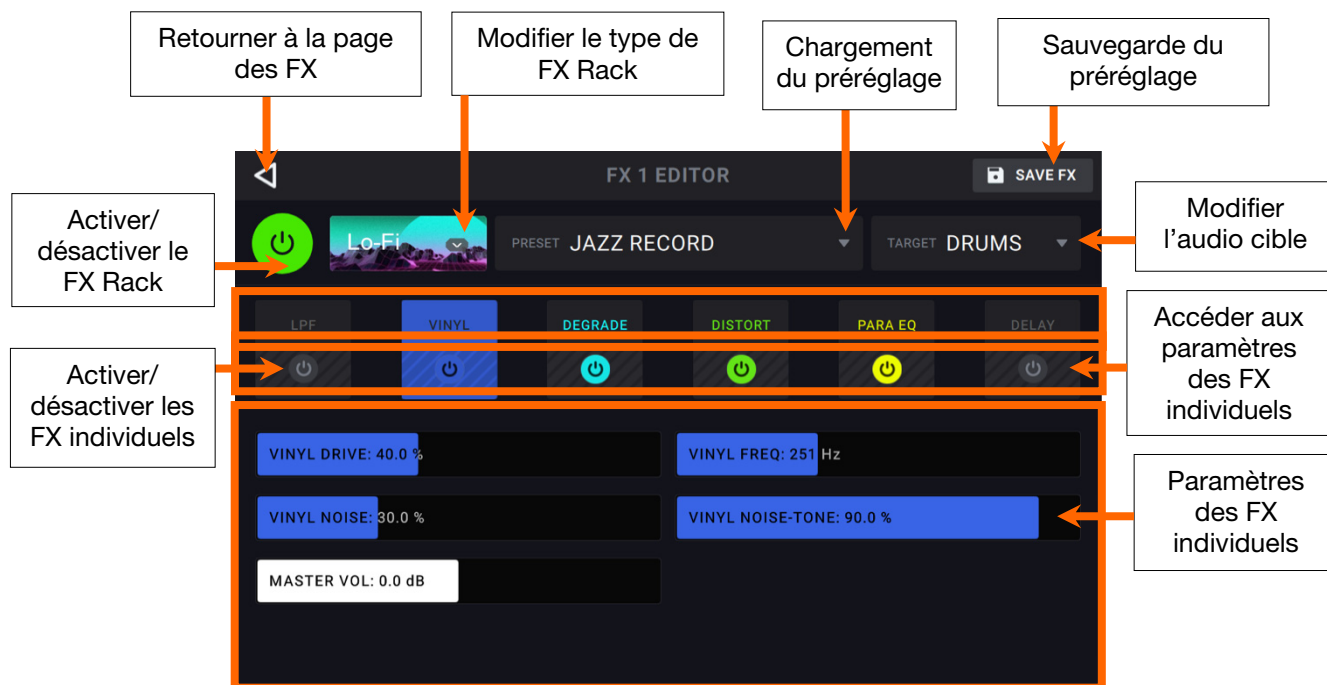 Retourner à la page
des FX
Modifier le type de
FX Rack
Chargement
du préréglage
Sauvegarde du
préréglage
FX 1 EDITOR
SAVE FX
Activer/
désactiver le
FX Rack
Lo-Fi
PRESET JAZZ RECORD
TARGET DRUMS
Modifier
l'audio cible
LPF
VINYL
DEGRADE
DISTORT
PARA EQ
DELAY
Accéder aux
paramètres
des FX
individuels
Activer/
désactiver les
FX individuels
VINYL DRIVE: 40.0 %
VINYL FREQ: 251 Hz
VINYL NOISE: 30.0 %
VINYL NOISE-TONE: 90.0 %
Paramètres
des FX
individuels
MASTER VOL: 0.0 dB